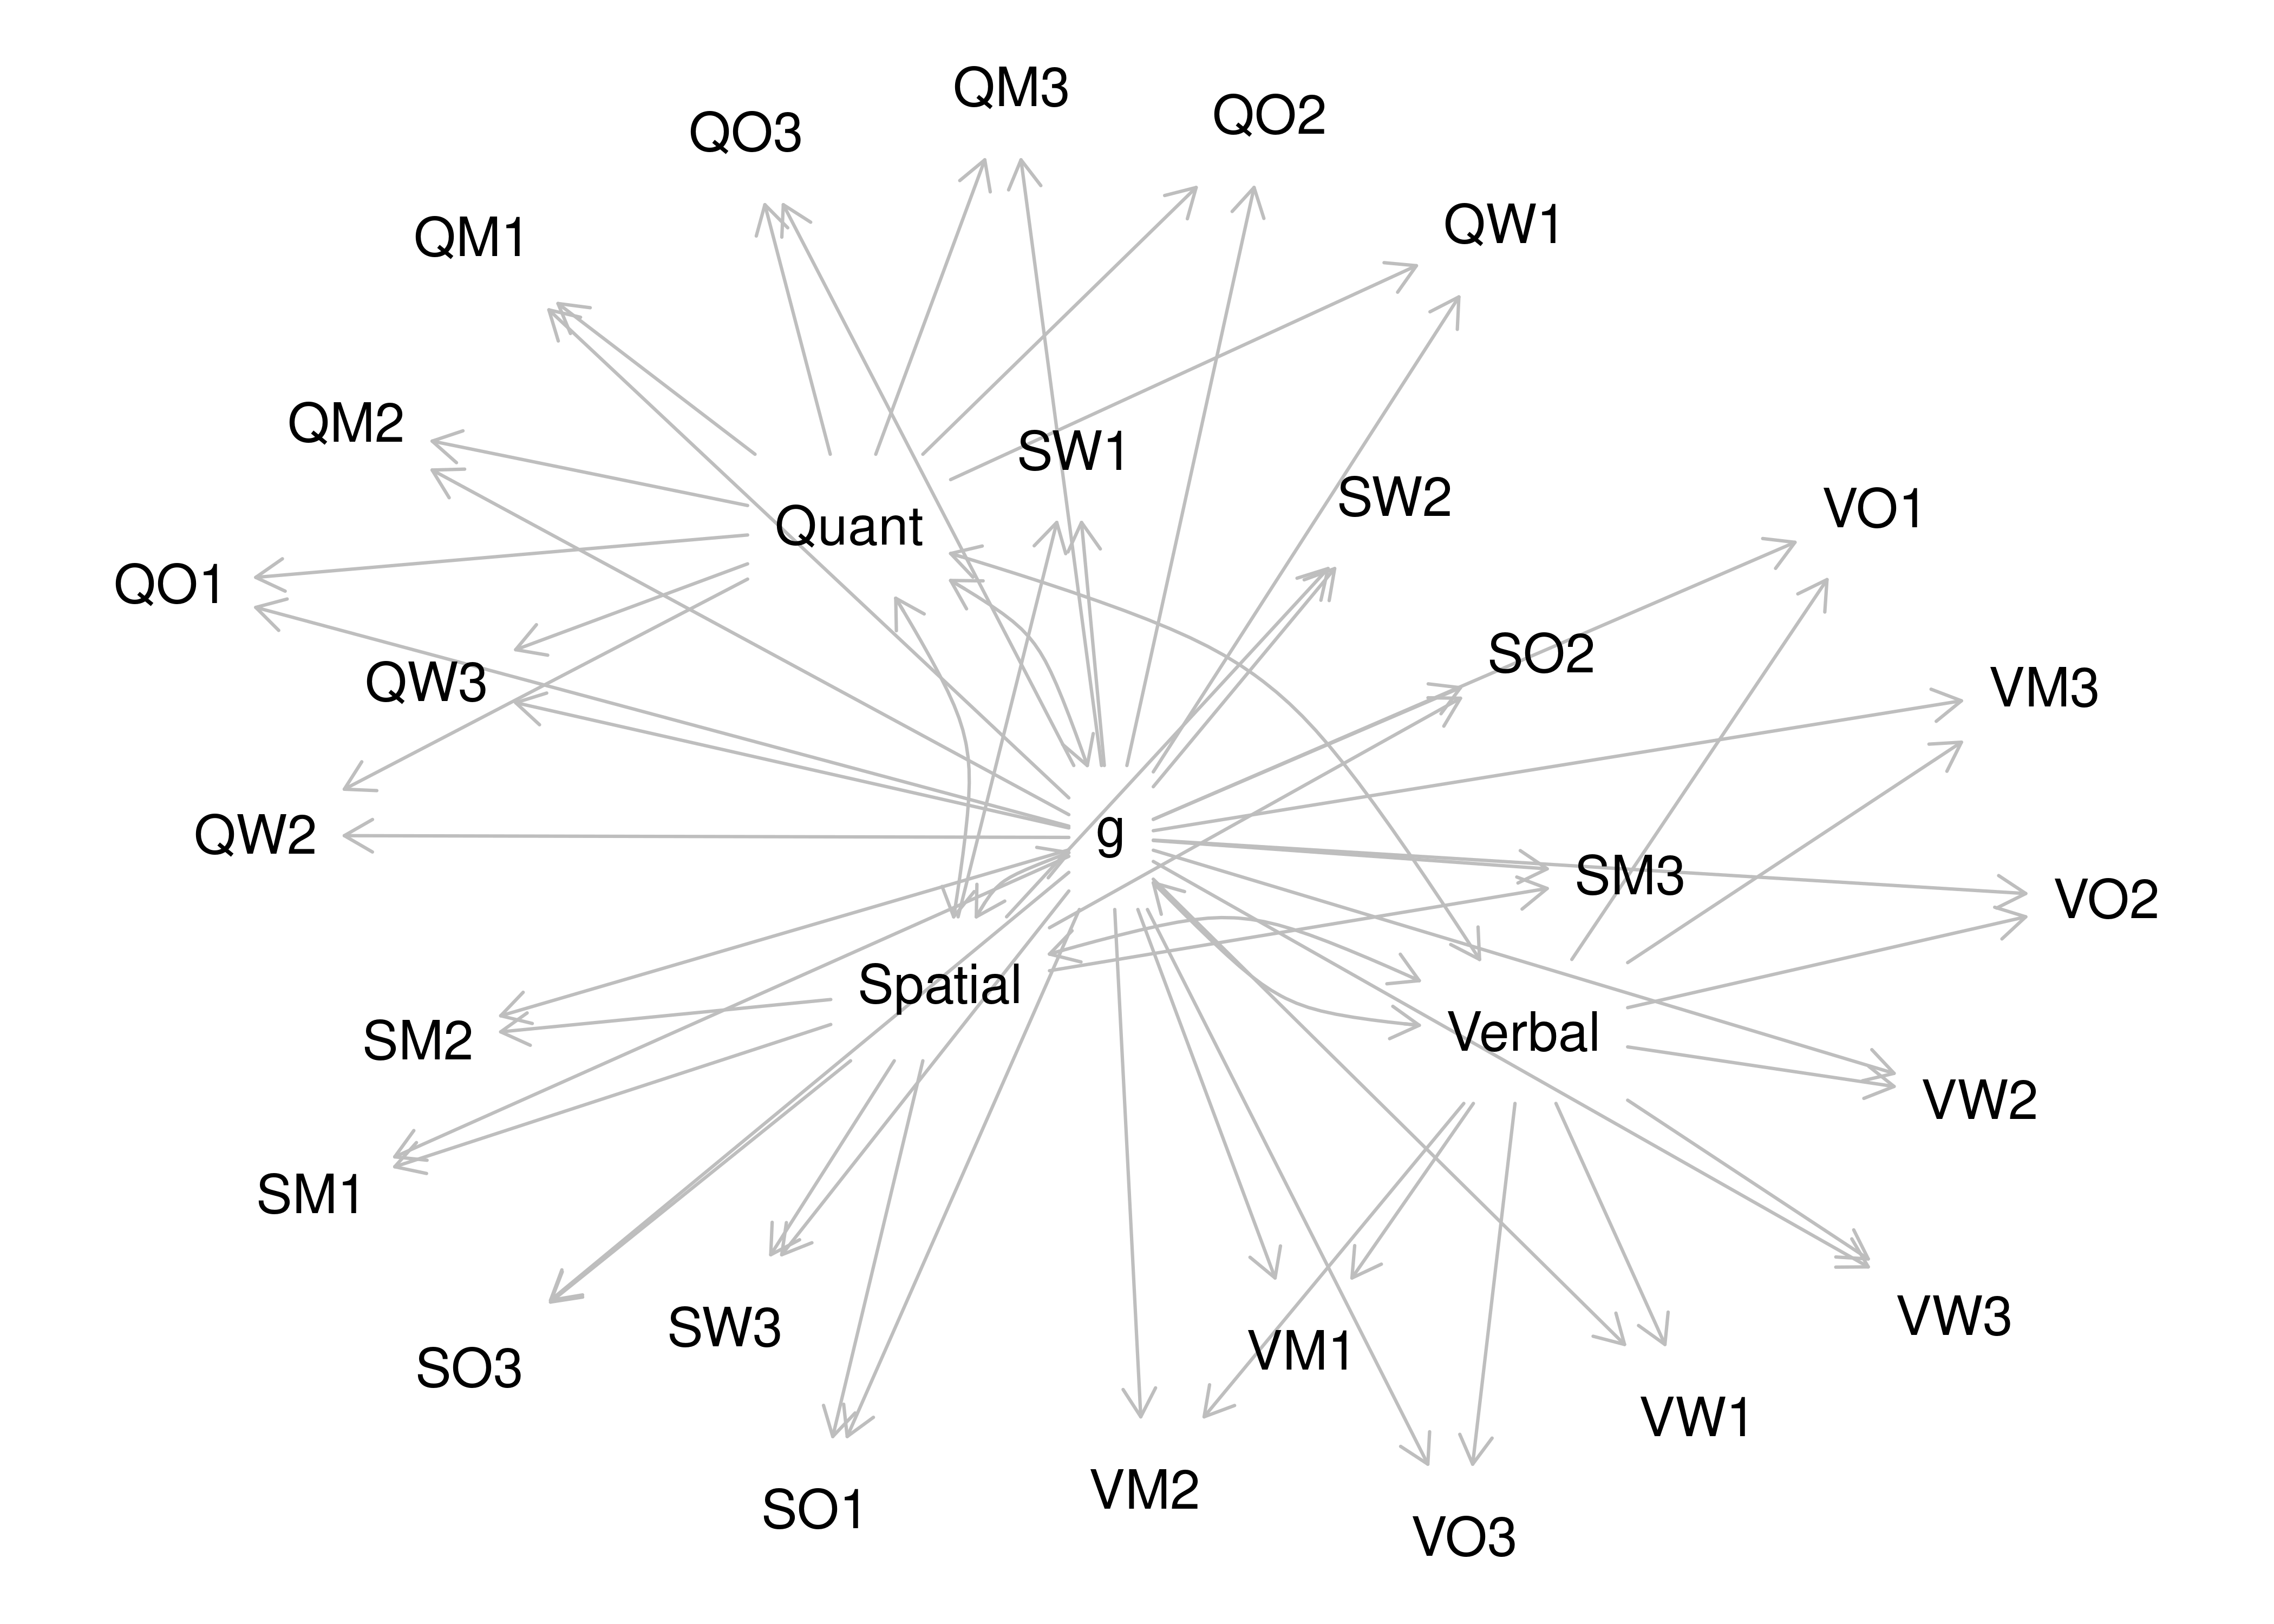 QM3
QO2
QO3
QW1
QM1
QM2
SW1
SW2
VO1
Quant
QO1
SO2
QW3
VM3
g
QW2
SM3
VO2
Spatial
Verbal
SM2
VW2
SM1
VW3
SW3
VM1
SO3
VW1
VM2
SO1
VO3